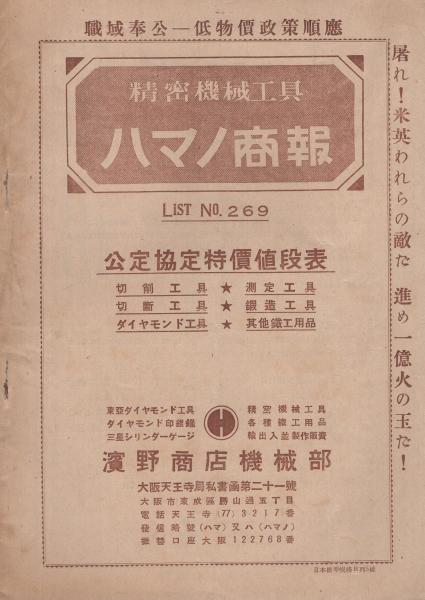 職域奉公—低物價政策順應
屠れ！米英われらの敵だ 進め一億火の玉だ！
精密機械工具
ハマノ商報
LIST No. 269
公定協定特價値段表
切削工具 ★ 測定工具
切断工具 ★ 鍛造工具
ダイヤモンド工具 ★ 其他鐵工用品
東亞ダイヤモンド工具
ダイヤモンド印銼鑢
三星シリンダーゲージ
精密機械工具
各種鐵工用品
輸出入並製作販賣
濱野商店機械部
大阪天王寺局私書函第二十一號
大阪市東成區勝山通五丁目
電話天王寺(77)3217番
發信略號(ハマ)又ハ(ハマノ)
振替口座大阪122768番